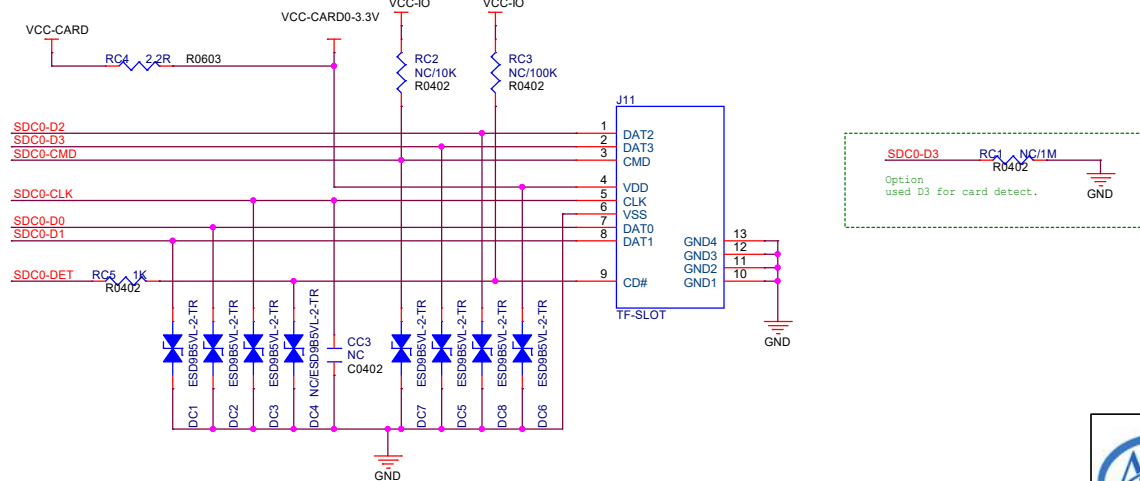 VCC-IO VCC-IO
VCC-CARD0-3.3V
VCC-CARD
RC4 2.2R R0603
RC2
NC/10K
R0402
RC3
NC/100K
R0402
J11
SDC0-D2 1 DAT2
SDC0-D3 2 DAT3
SDC0-CMD 3 CMD
4 VDD
SDC0-CLK 5 CLK
6 VSS
SDC0-D0 7 DAT0
SDC0-D1 8 DAT1
GND4 13
GND3 12
GND2 11
GND1 10
SDC0-DET RC5 1K 9 CD#
R0402
TF-SLOT
GND
SDC0-D3 RC1 NC/1M
R0402
Option
used D3 for card detect.
GND
DC1 ESD9B5VL-2-TR
DC2 ESD9B5VL-2-TR
DC3 ESD9B5VL-2-TR
DC4 NC/ESD9B5VL-2-TR
CC3
NC
C0402
DC7 ESD9B5VL-2-TR
DC5 ESD9B5VL-2-TR
DC8 ESD9B5VL-2-TR
DC6 ESD9B5VL-2-TR
GND